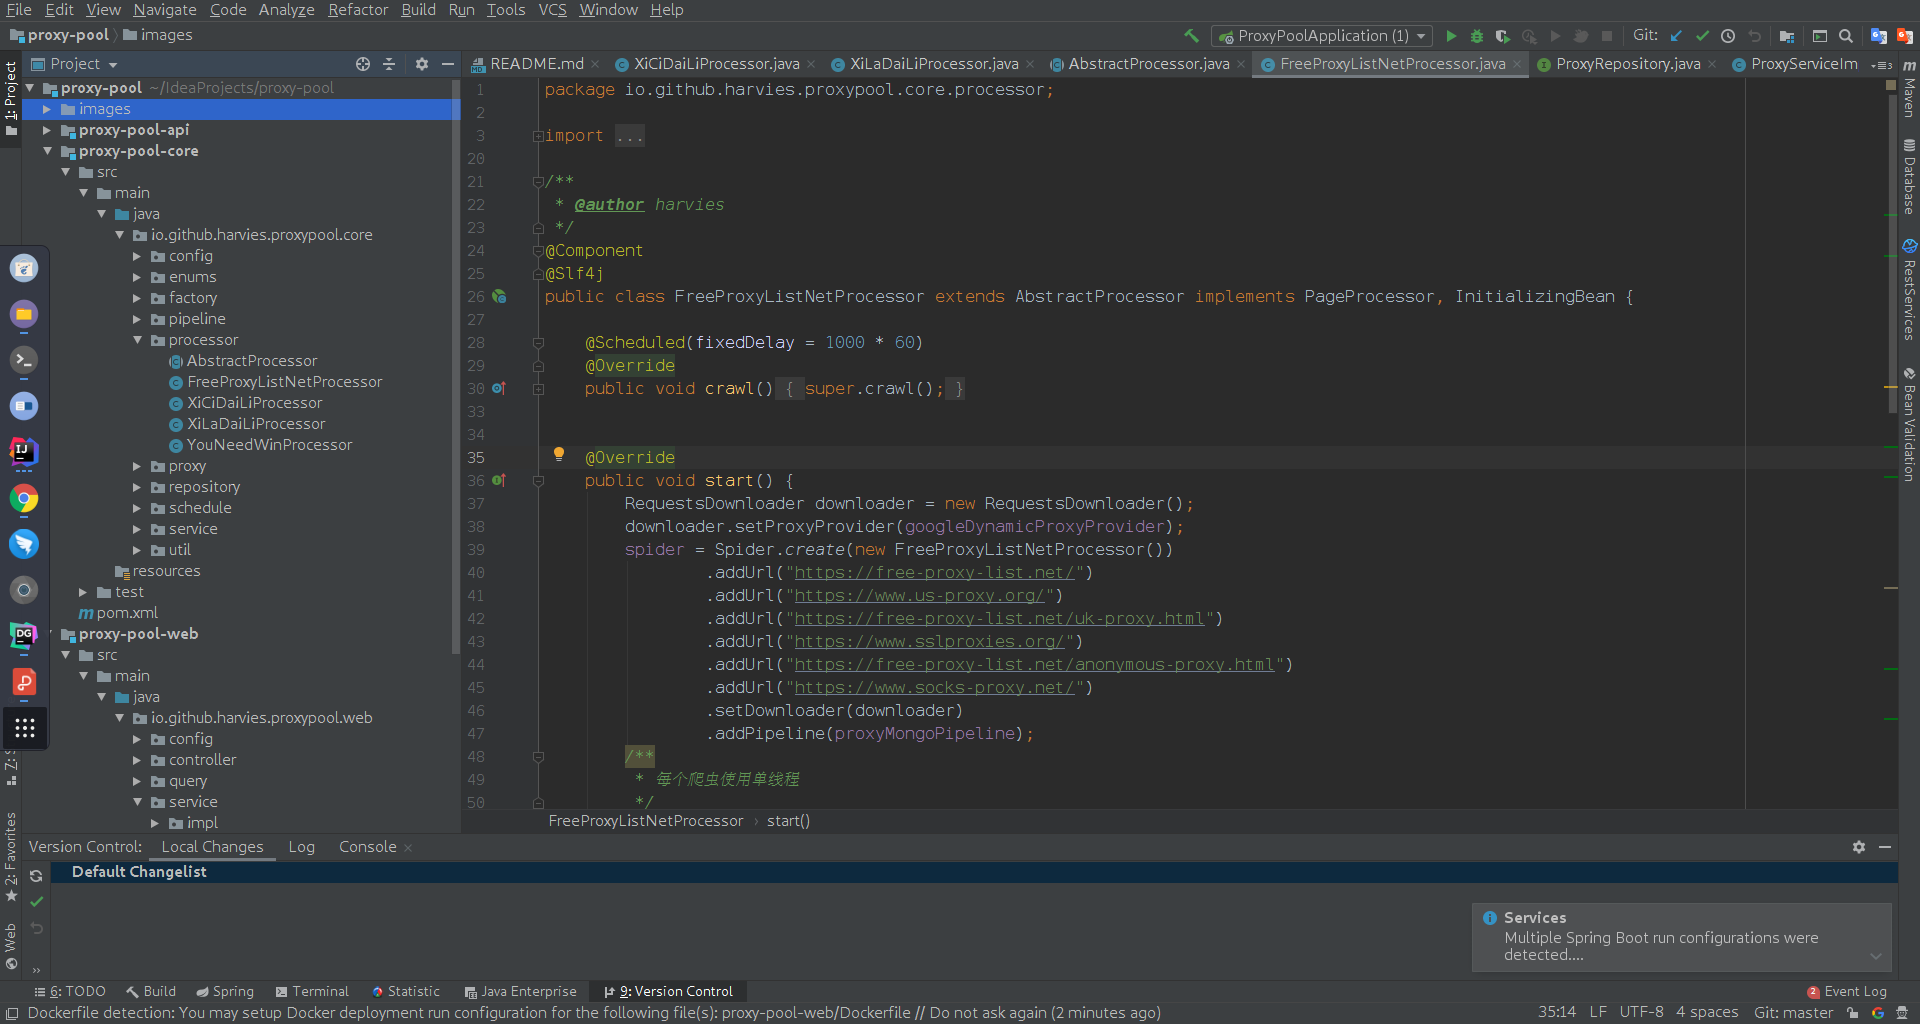 File Edit View Navigate Code Analyze Refactor Build Run Tools VCS Window Help
proxy-pool images
ProxyPoolApplication (1) Git:
Project
README.md XiCiDaiLiProcessor.java XiLaDaiLiProcessor.java AbstractProcessor.java FreeProxyListNetProcessor.java ProxyRepository.java ProxyServiceIm
1: Project
proxy-pool ~/IdeaProjects/proxy-pool
images
proxy-pool-api
proxy-pool-core
src
main
java
io.github.harvies.proxypool.core
config
enums
factory
pipeline
processor
AbstractProcessor
FreeProxyListNetProcessor
XiCiDaiLiProcessor
XiLaDaiLiProcessor
YouNeedWinProcessor
proxy
repository
schedule
service
util
resources
test
pom.xml
proxy-pool-web
src
main
java
io.github.harvies.proxypool.web
config
controller
query
service
impl
1 package io.github.harvies.proxypool.core.processor;
2
3 import ...
20
21 /**
22 * @author harvies
23 */
24 @Component
25 @Slf4j
26 public class FreeProxyListNetProcessor extends AbstractProcessor implements PageProcessor, InitializingBean {
27
28 @Scheduled(fixedDelay = 1000 * 60)
29 @Override
30 public void crawl() { super.crawl(); }
33
34
35 @Override
36 public void start() {
37 RequestsDownloader downloader = new RequestsDownloader();
38 downloader.setProxyProvider(googleDynamicProxyProvider);
39 spider = Spider.create(new FreeProxyListNetProcessor())
40 .addUrl("https://free-proxy-list.net/")
41 .addUrl("https://www.us-proxy.org/")
42 .addUrl("https://free-proxy-list.net/uk-proxy.html")
43 .addUrl("https://www.sslproxies.org/")
44 .addUrl("https://free-proxy-list.net/anonymous-proxy.html")
45 .addUrl("https://www.socks-proxy.net/")
46 .setDownloader(downloader)
47 .addPipeline(proxyMongoPipeline);
48 /**
49 * 每个爬虫使用单线程
50 */
FreeProxyListNetProcessor › start()
Maven
Database
RestServices
Bean Validation
2: Favorites
Web
Version Control: Local Changes Log Console
Default Changelist
Services
Multiple Spring Boot run configurations were
detected....
6: TODO Build Spring Terminal Statistic Java Enterprise 9: Version Control 2 Event Log
Dockerfile detection: You may setup Docker deployment run configuration for the following file(s): proxy-pool-web/Dockerfile // Do not ask again (2 minutes ago) 35:14 LF UTF-8 4 spaces Git: master